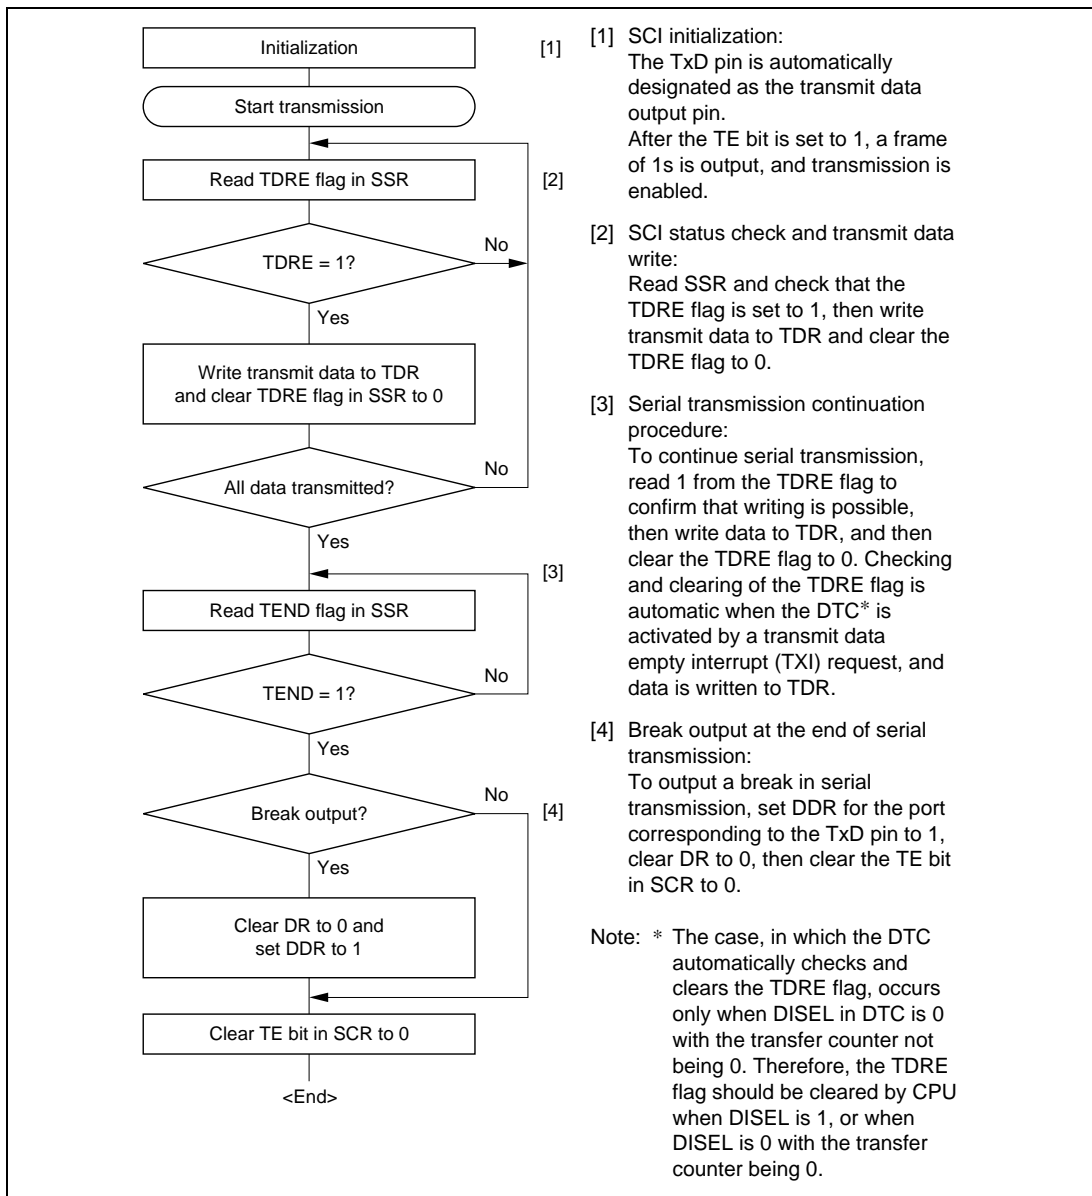 Initialization
[1]
Start transmission
Read TDRE flag in SSR
[2]
TDRE = 1?
No
Yes
Write transmit data to TDR
and clear TDRE flag in SSR to 0
All data transmitted?
No
Yes
[3]
Read TEND flag in SSR
TEND = 1?
No
Yes
Break output?
No
[4]
Yes
Clear DR to 0 and
set DDR to 1
Clear TE bit in SCR to 0
<End>
[1] SCI initialization:
The TxD pin is automatically
designated as the transmit data
output pin.
After the TE bit is set to 1, a frame
of 1s is output, and transmission is
enabled.
[2] SCI status check and transmit data
write:
Read SSR and check that the
TDRE flag is set to 1, then write
transmit data to TDR and clear the
TDRE flag to 0.
[3] Serial transmission continuation
procedure:
To continue serial transmission,
read 1 from the TDRE flag to
confirm that writing is possible,
then write data to TDR, and then
clear the TDRE flag to 0. Checking
and clearing of the TDRE flag is
automatic when the DTC* is
activated by a transmit data
empty interrupt (TXI) request, and
data is written to TDR.
[4] Break output at the end of serial
transmission:
To output a break in serial
transmission, set DDR for the port
corresponding to the TxD pin to 1,
clear DR to 0, then clear the TE bit
in SCR to 0.
Note: * The case, in which the DTC
automatically checks and
clears the TDRE flag, occurs
only when DISEL in DTC is 0
with the transfer counter not
being 0. Therefore, the TDRE
flag should be cleared by CPU
when DISEL is 1, or when
DISEL is 0 with the transfer
counter being 0.